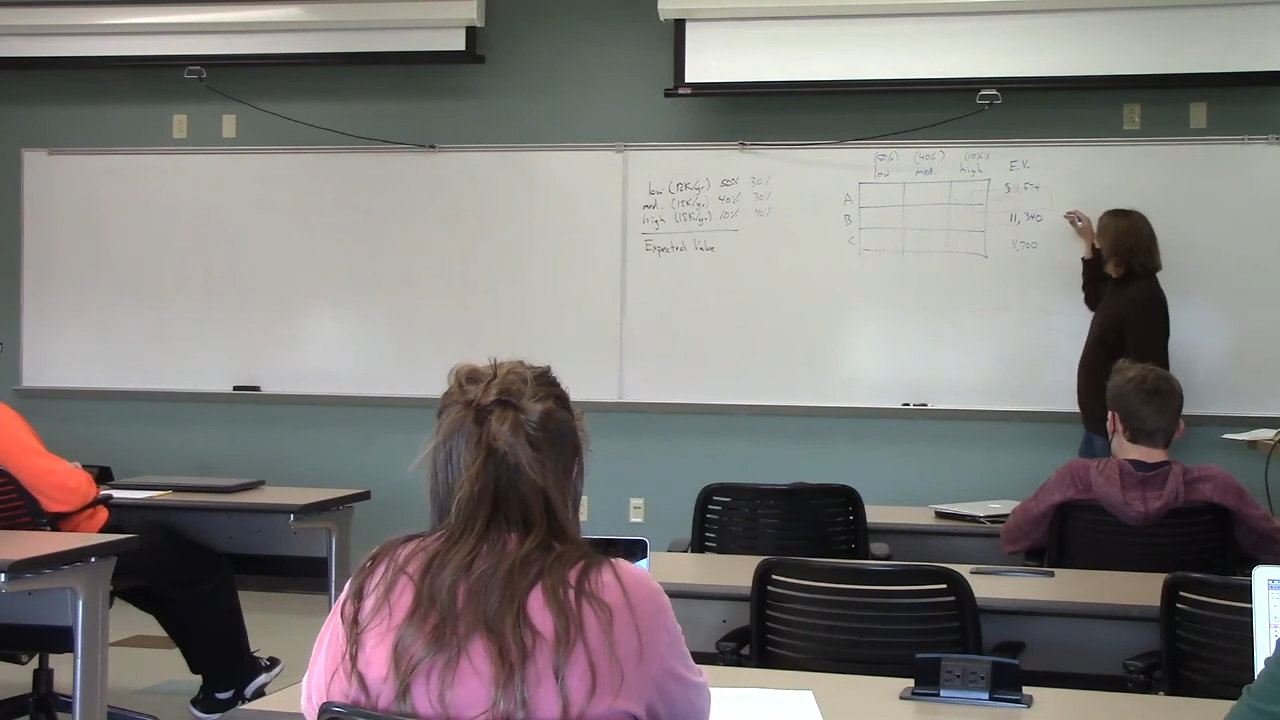 low (12K/yr.) 50% 30%
med. (15K/yr.) 40% 30%
high (18K/yr.) 10% 40%
Expected Value
(50%) (40%) (10%)
low med. high E.V.
A $11,574
B 11,340
C 11,700